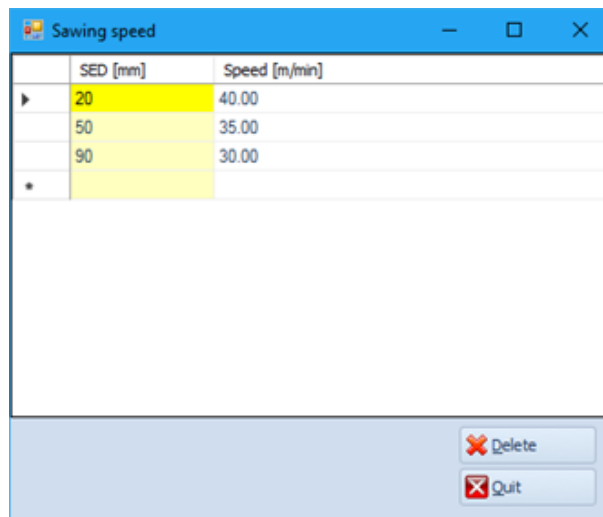 Sawing speed
SED [mm] Speed [m/min]
20 40.00
50 35.00
90 30.00
*
Delete
Quit